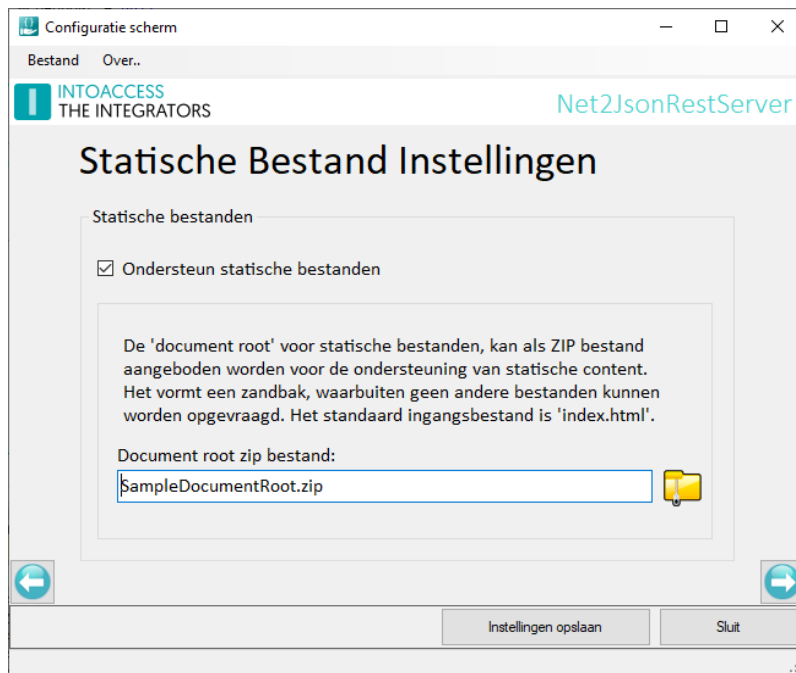 Configuratie scherm
Bestand Over..
INTOACCESS
THE INTEGRATORS
Net2JsonRestServer
Statische Bestand Instellingen
Statische bestanden
Ondersteun statische bestanden
De 'document root' voor statische bestanden, kan als ZIP bestand
aangeboden worden voor de ondersteuning van statische content.
Het vormt een zandbak, waarbuiten geen andere bestanden kunnen
worden opgevraagd. Het standaard ingangsbestand is 'index.html'.
Document root zip bestand:
SampleDocumentRoot.zip
Instellingen opslaan
Sluit